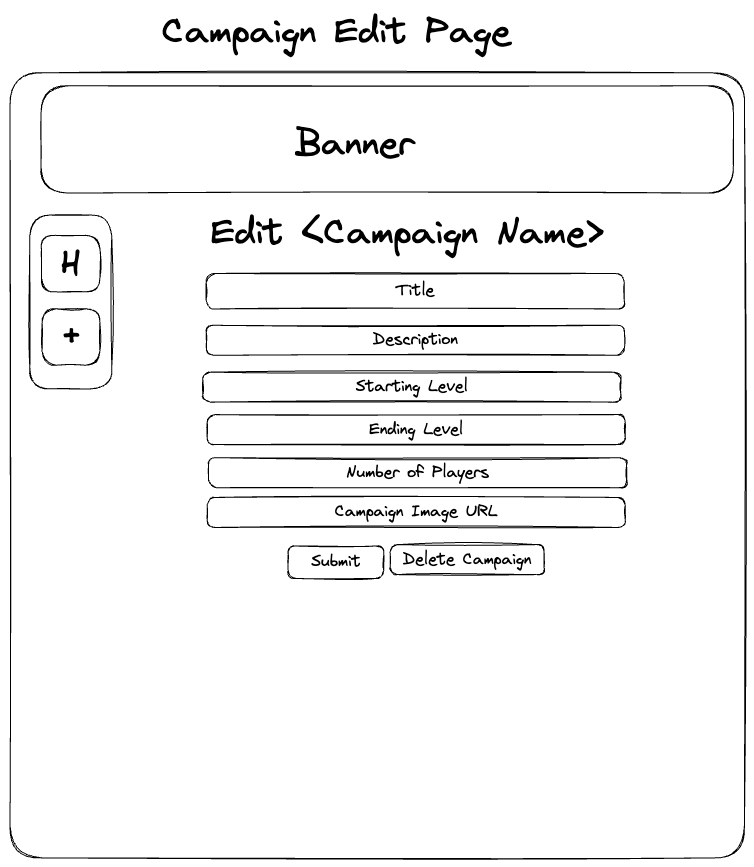 Campaign Edit Page
Banner
H
+
Edit <Campaign Name>
Title
Description
Starting Level
Ending Level
Number of Players
Campaign Image URL
Submit
Delete Campaign